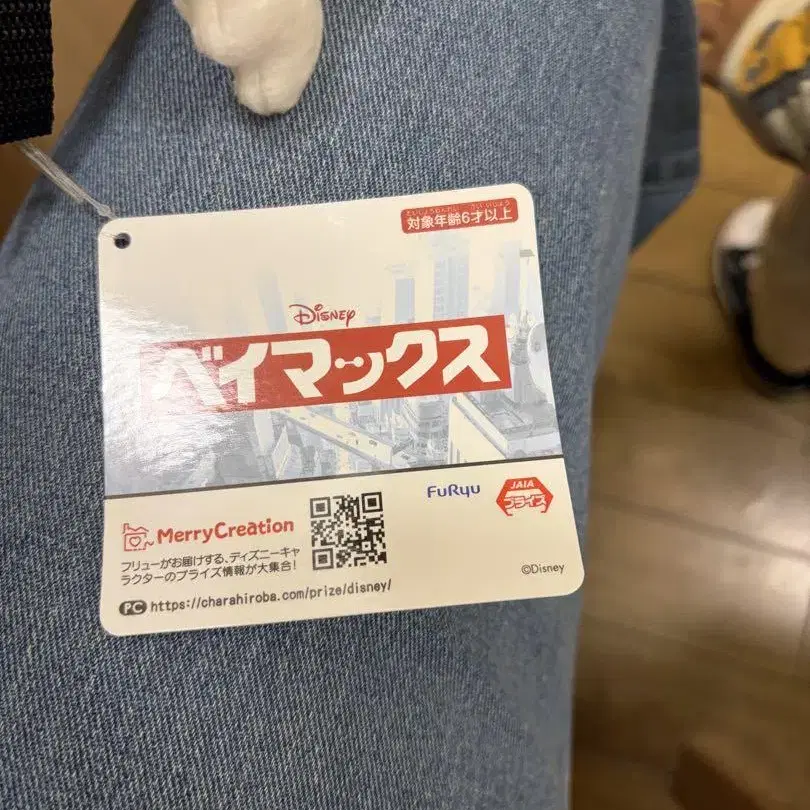 対象年齢6才以上
Disney
ベイマックス
FuRyu
JAIA
プライズ
MerryCreation
フリューがお届けする、ディズニーキャ
ラクターのプライズ情報が大集合!
PC https://charahiroba.com/prize/disney/
©Disney